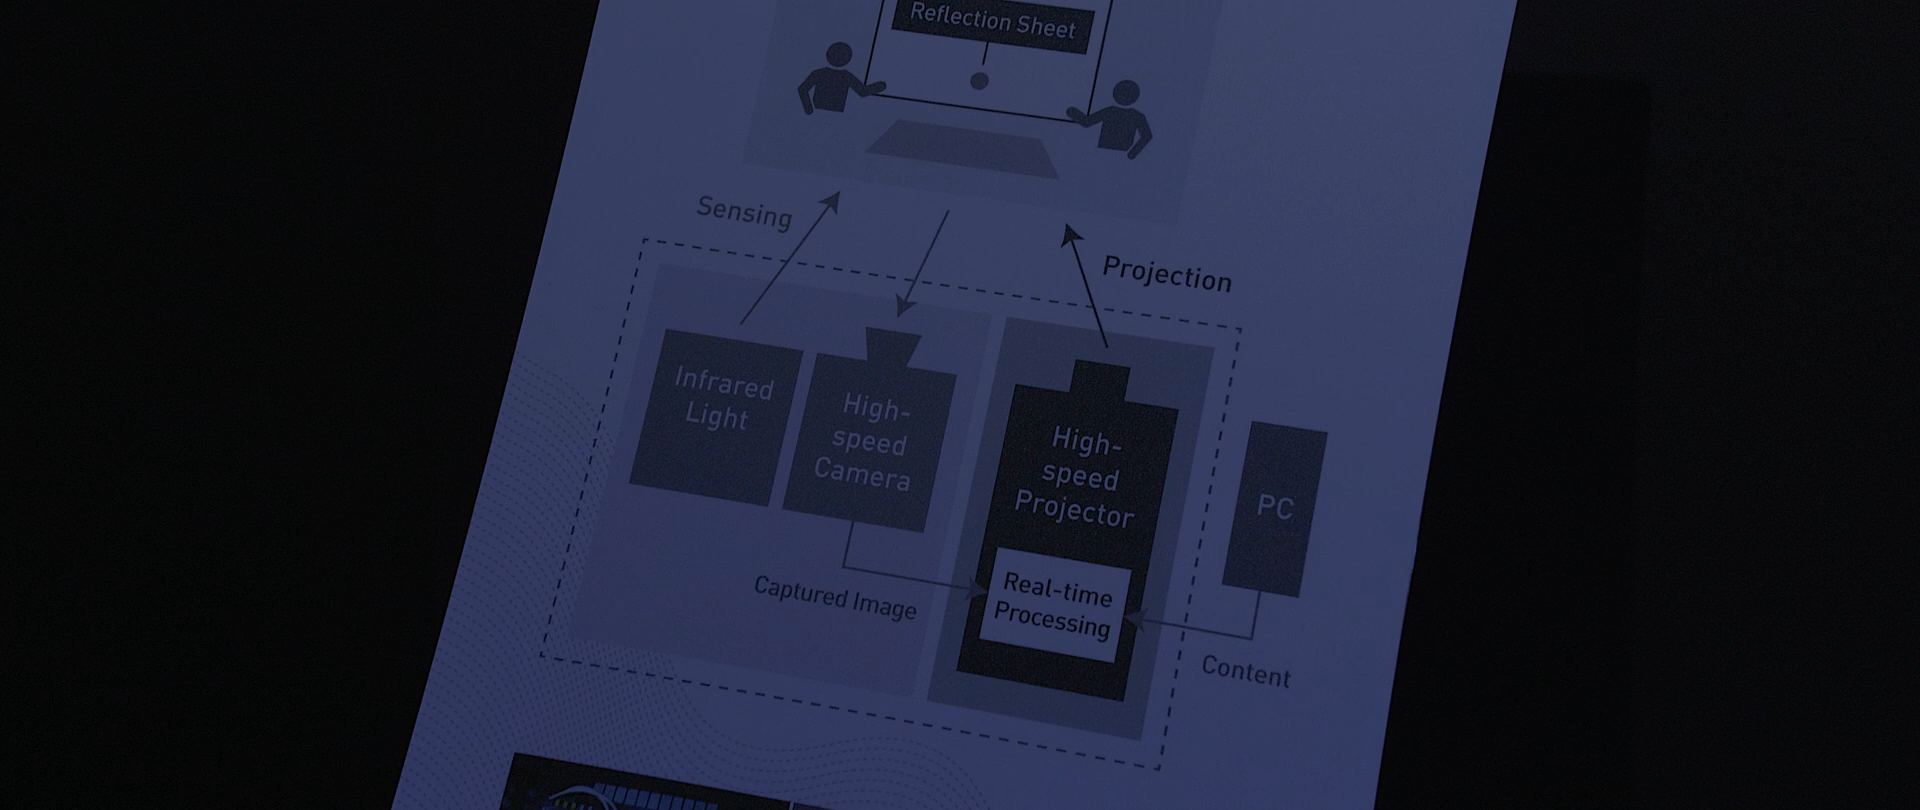 Reflection Sheet
Sensing
Projection
Infrared
Light
High-
speed
Camera
High-
speed
Projector
PC
Real-time
Processing
Captured Image
Content